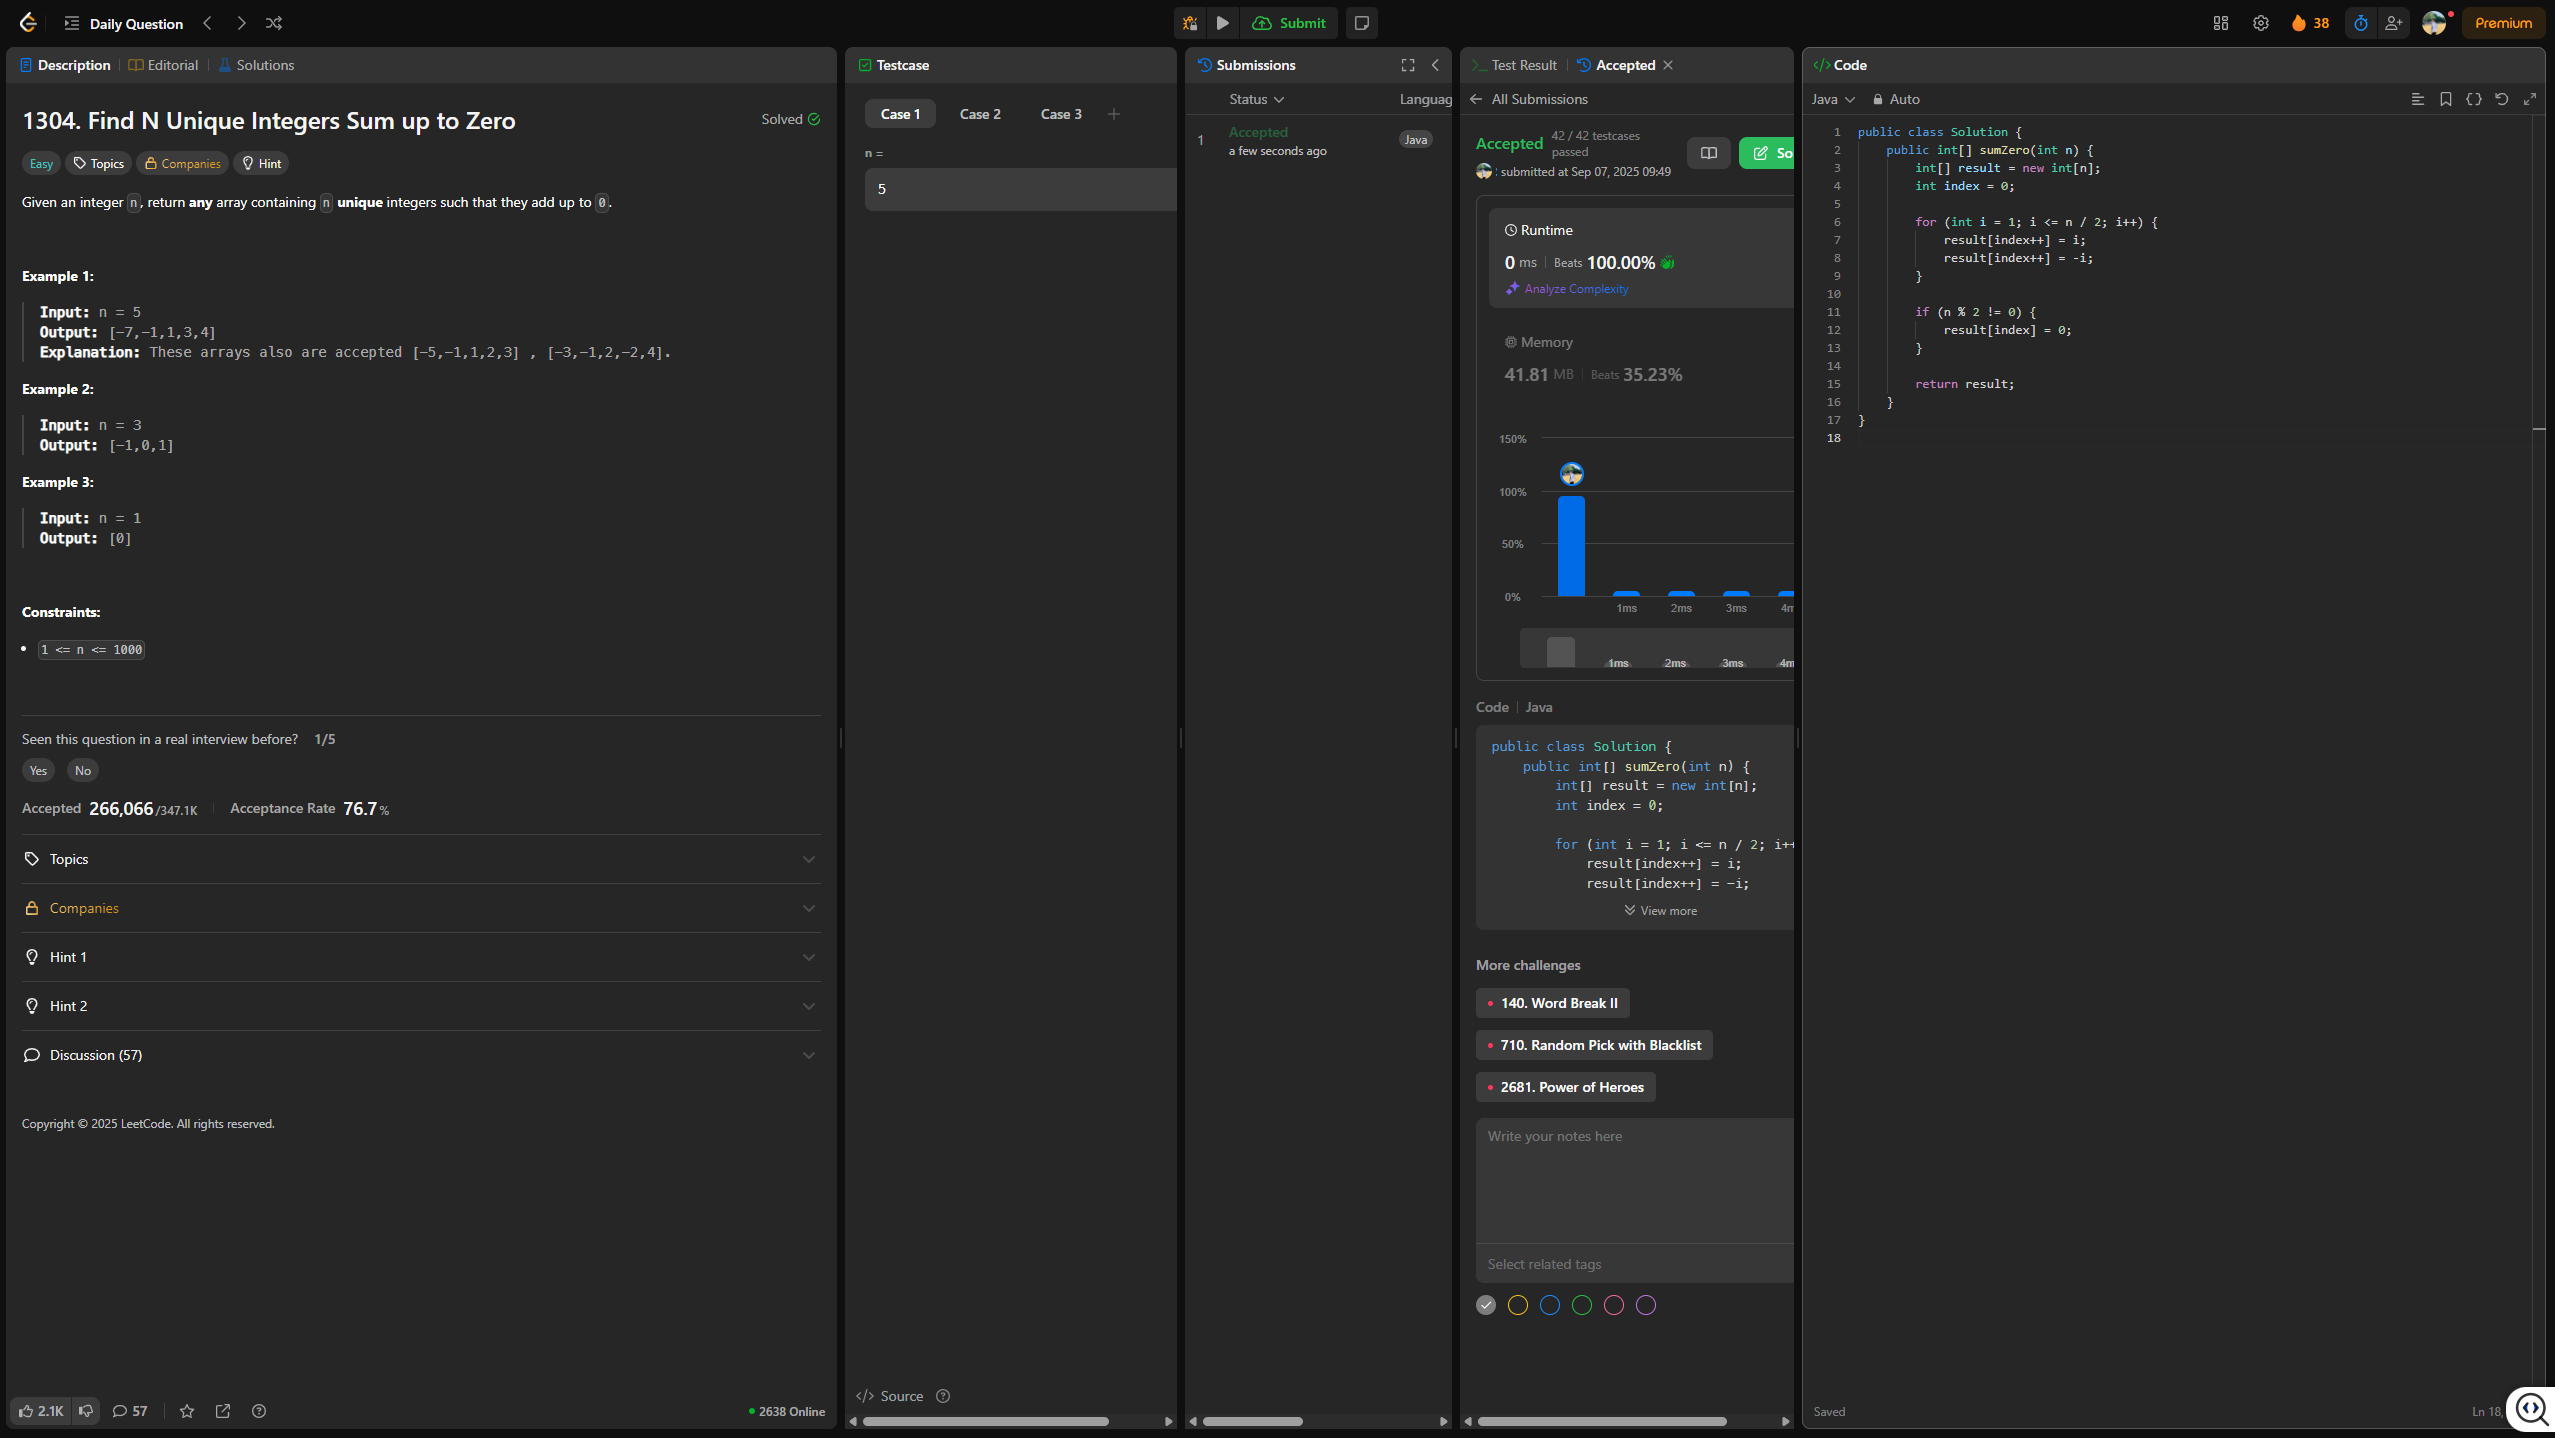 Daily Question
Submit
38
Premium
Description
Editorial
Solutions
1304. Find N Unique Integers Sum up to Zero
Solved
Easy
Topics
Companies
Hint
Given an integer n, return any array containing n unique integers such that they add up to 0.
Example 1:
Input: n = 5
Output: [-7,-1,1,3,4]
Explanation: These arrays also are accepted [-5,-1,1,2,3] , [-3,-1,2,-2,4].
Example 2:
Input: n = 3
Output: [-1,0,1]
Example 3:
Input: n = 1
Output: [0]
Constraints:
1 <= n <= 1000
Seen this question in a real interview before? 1/5
Yes No
Accepted 266,066/347.1K Acceptance Rate 76.7%
Topics
Companies
Hint 1
Hint 2
Discussion (57)
Copyright © 2025 LeetCode. All rights reserved.
2.1K
57
2638 Online
Testcase
Case 1 Case 2 Case 3
n =
5
Source
Submissions
Status
Languag
1
Accepted
a few seconds ago
Java
Test Result
Accepted
All Submissions
Accepted
42 / 42 testcases passed
submitted at Sep 07, 2025 09:49
So
Runtime
0 ms Beats 100.00%
Analyze Complexity
Memory
41.81 MB Beats 35.23%
150%
100%
50%
0%
1ms 2ms 3ms 4m
1ms 2ms 3ms 4m
Code Java
public class Solution {
public int[] sumZero(int n) {
int[] result = new int[n];
int index = 0;
for (int i = 1; i <= n / 2; i++
result[index++] = i;
result[index++] = -i;
View more
More challenges
140. Word Break II
710. Random Pick with Blacklist
2681. Power of Heroes
Write your notes here
Select related tags
</> Code
Java
Auto
1 public class Solution {
2 public int[] sumZero(int n) {
3 int[] result = new int[n];
4 int index = 0;
5
6 for (int i = 1; i <= n / 2; i++) {
7 result[index++] = i;
8 result[index++] = -i;
9 }
10
11 if (n % 2 != 0) {
12 result[index] = 0;
13 }
14
15 return result;
16 }
17 }
18
Saved
Ln 18,